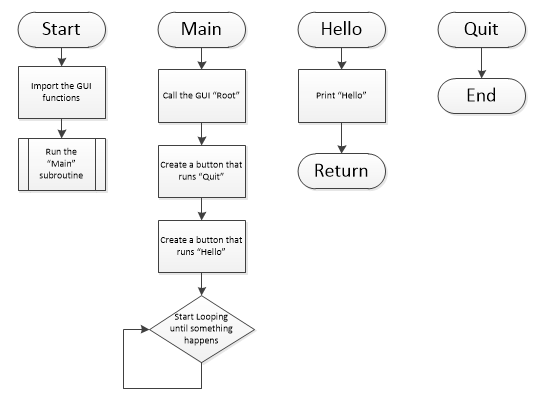 Start
Import the GUI
functions
Run the
“Main”
subroutine
Main
Call the GUI “Root”
Create a button that
runs “Quit”
Create a button that
runs “Hello”
Start Looping
until something
happens
Hello
Print “Hello”
Return
Quit
End